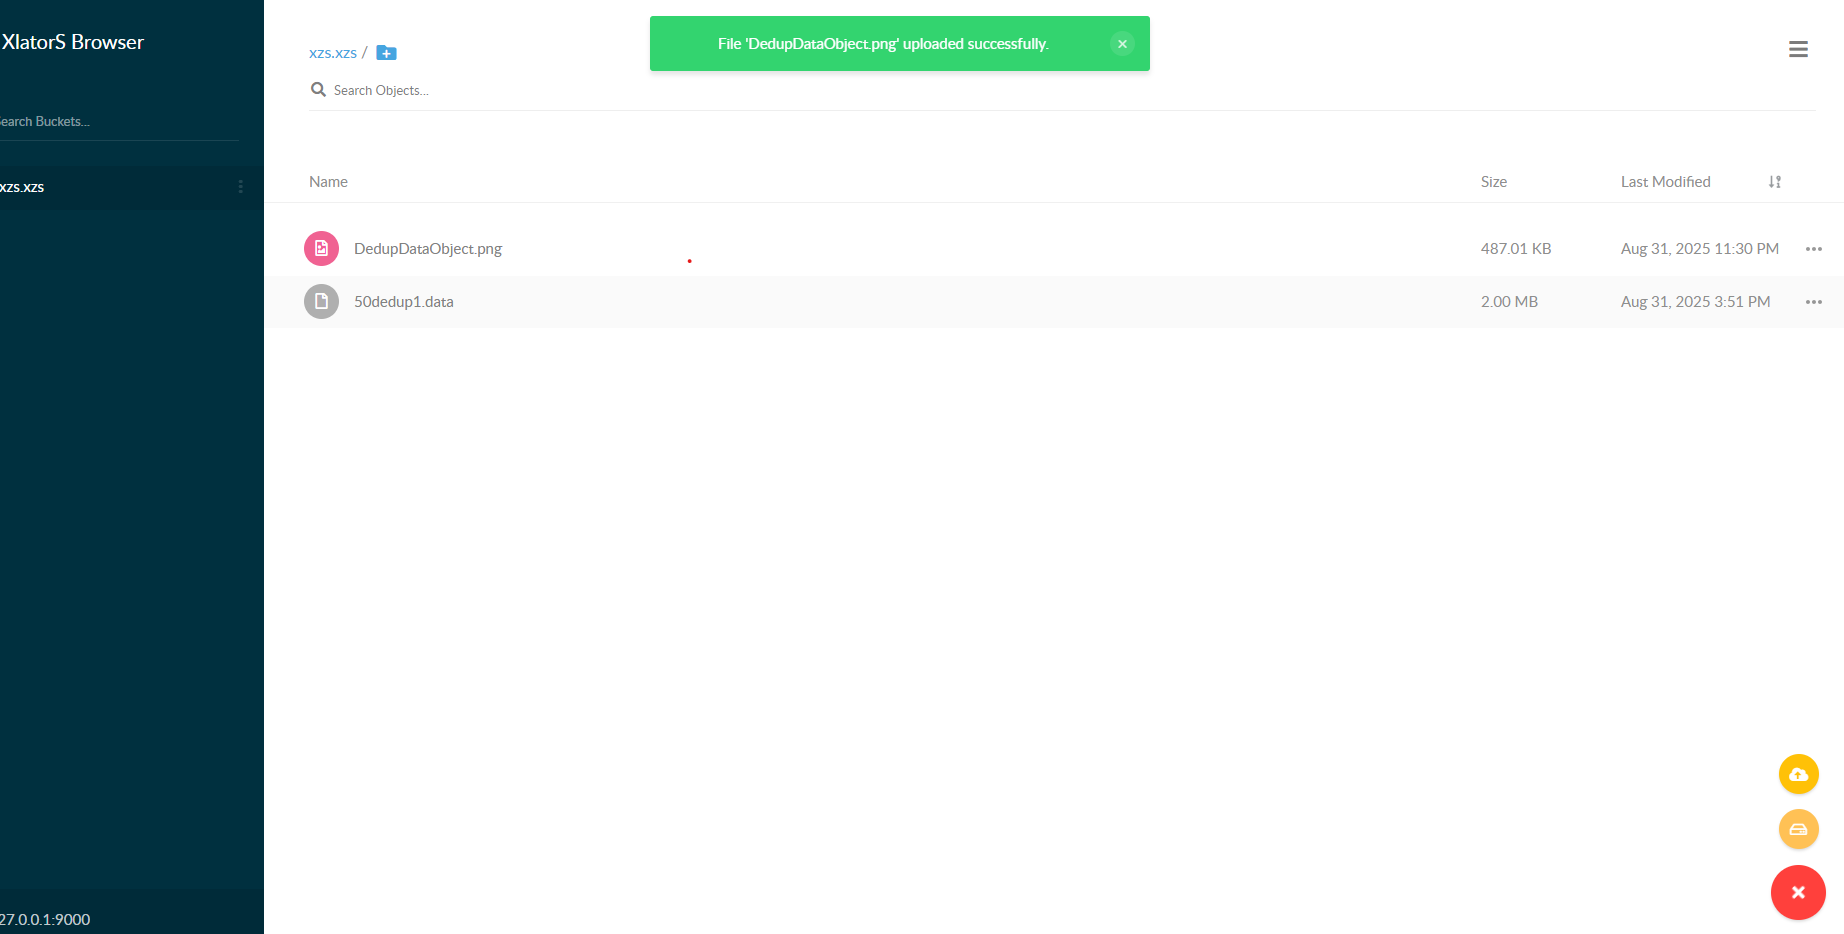 XlatorS Browser
earch Buckets...
xzs.xzs
27.0.0.1:9000
xzs.xzs /
File 'DedupDataObject.png' uploaded successfully.
Search Objects...
Name Size Last Modified
DedupDataObject.png 487.01 KB Aug 31, 2025 11:30 PM
50dedup1.data 2.00 MB Aug 31, 2025 3:51 PM